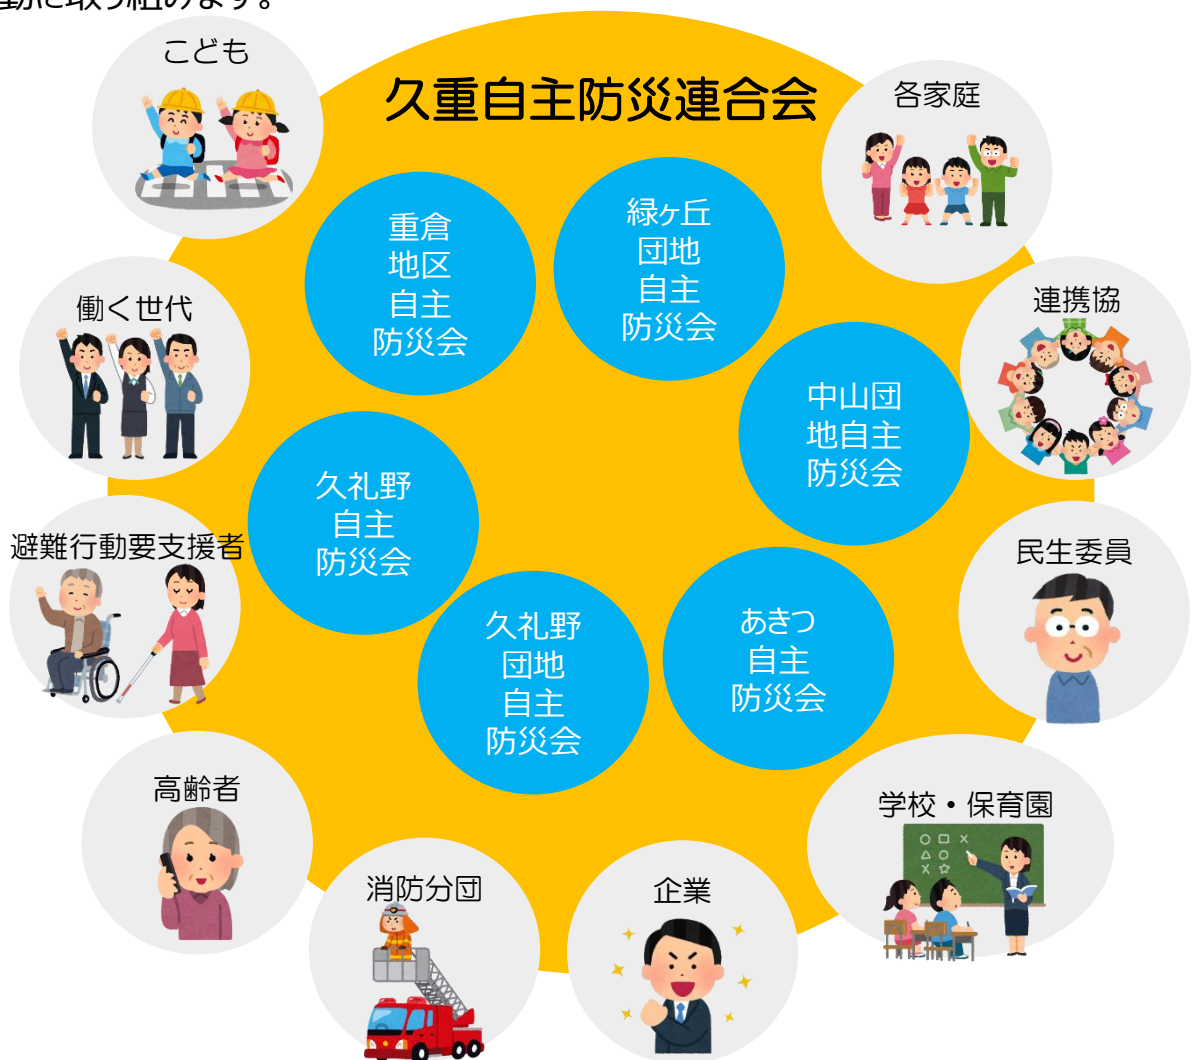 動に取り組みます。
こども
久重自主防災連合会
各家庭
重倉
地区
自主
防災会
緑ヶ丘
団地
自主
防災会
働く世代
連携協
中山団
地自主
防災会
久礼野
自主
防災会
避難行動要支援者
民生委員
久礼野
団地
自主
防災会
あきつ
自主
防災会
高齢者
学校・保育園
消防分団
企業